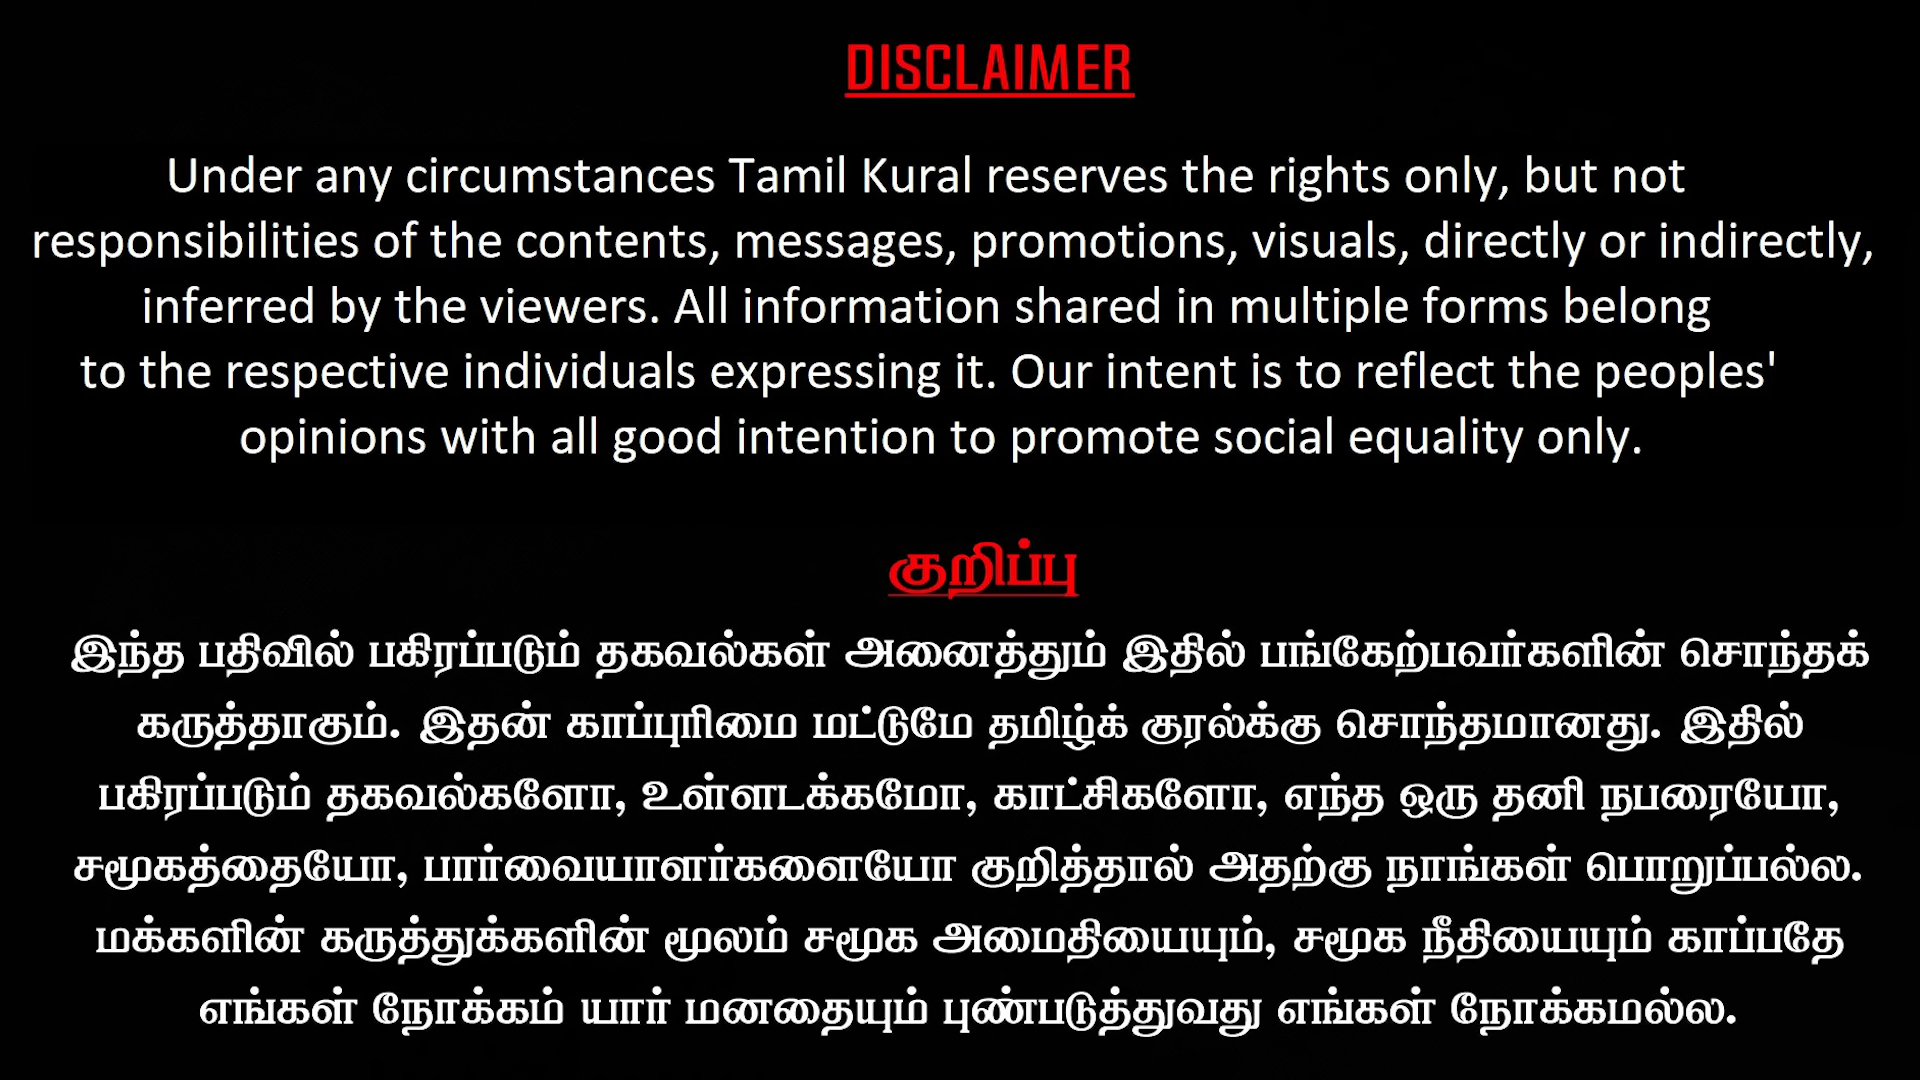 DISCLAIMER
Under any circumstances Tamil Kural reserves the rights only, but not
responsibilities of the contents, messages, promotions, visuals, directly or indirectly,
inferred by the viewers. All information shared in multiple forms belong
to the respective individuals expressing it. Our intent is to reflect the peoples'
opinions with all good intention to promote social equality only.
குறிப்பு
இந்த பதிவில் பகிரப்படும் தகவல்கள் அனைத்தும் இதில் பங்கேற்பவர்களின் சொந்தக்
கருத்தாகும். இதன் காப்புரிமை மட்டுமே தமிழ்க் குரல்க்கு சொந்தமானது. இதில்
பகிரப்படும் தகவல்களோ, உள்ளடக்கமோ, காட்சிகளோ, எந்த ஒரு தனி நபரையோ,
சமூகத்தையோ, பார்வையாளர்களையோ குறித்தால் அதற்கு நாங்கள் பொறுப்பல்ல.
மக்களின் கருத்துக்களின் மூலம் சமூக அமைதியையும், சமூக நீதியையும் காப்பதே
எங்கள் நோக்கம் யார் மனதையும் புண்படுத்துவது எங்கள் நோக்கமல்ல.